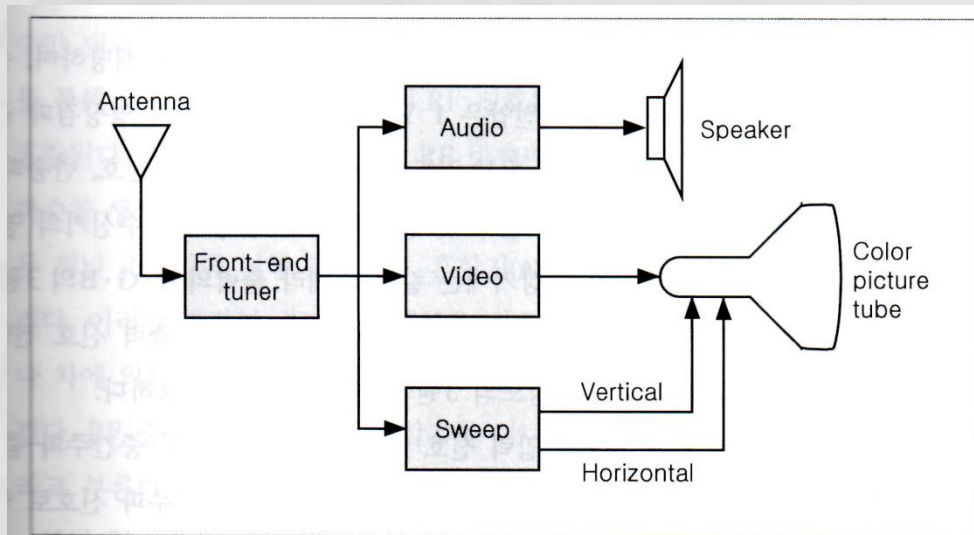 Antenna
Audio
Speaker
Front-end
tuner
Video
Color
picture
tube
Vertical
Sweep
Horizontal